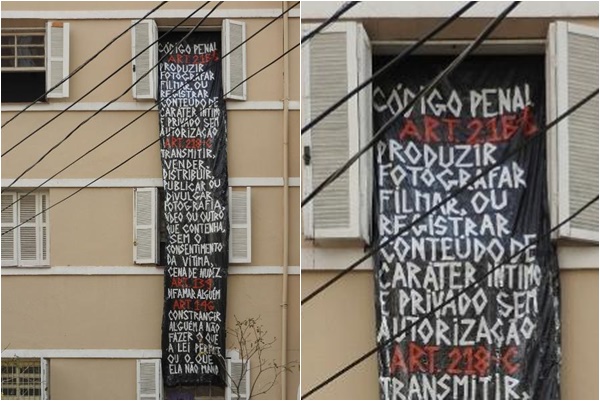 CÓDIGO PENAL
ART. 216-B
PRODUZIR
FOTOGRAFAR
FILMAR, OU
REGISTRAR
CONTEÚDO DE
CARÁTER ÍNTIMO
E PRIVADO SEM
AUTORIZAÇÃO
ART. 218-C
TRANSMITIR,
VENDER,
DISTRIBUIR,
PUBLICAR OU
DIVULGAR
FOTOGRAFIA,
VÍDEO OU OUTRO
QUE CONTENHA,
SEM O
CONSENTIMENTO
DA VÍTIMA,
CENA DE NUDEZ
ART. 139
INFAMAR ALGUÉM
ART. 146
CONSTRANGIR
ALGUÉM A NÃO
FAZER O QUE
A LEI PERMITE
OU O QUE
ELA NÃO MANDA
CÓDIGO PENAL
ART. 216-B
PRODUZIR
FOTOGRAFAR
FILMAR, OU
REGISTRAR
CONTEÚDO DE
CARÁTER ÍNTIMO
E PRIVADO SEM
AUTORIZAÇÃO
ART. 218-C
TRANSMITIR,